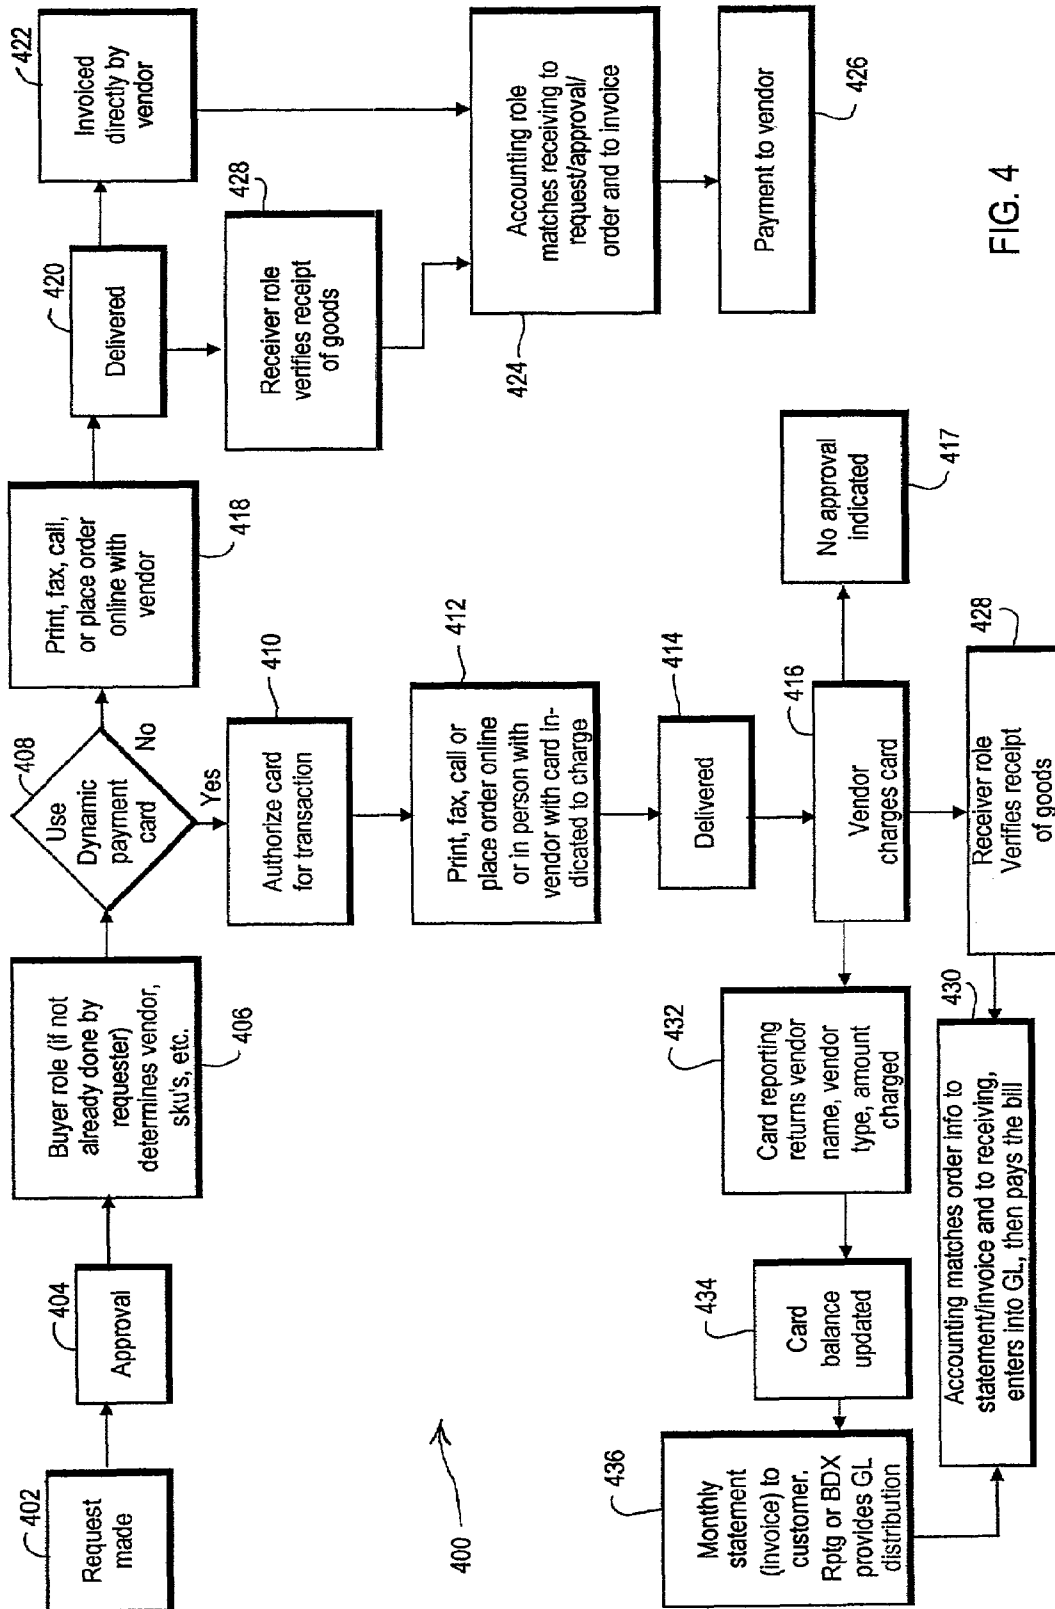 402
Request
made
404
Approval
406
Buyer role (if not
already done by
requester)
determines vendor,
sku's, etc.
408
Use
Dynamic
payment
card
No
Yes
418
Print, fax, call,
or place order
online with
vendor
420
Delivered
422
Invoiced
directly by
vendor
428
Receiver role
verifies receipt
of goods
424
Accounting role
matches receiving to
request/approval/
order and to invoice
426
Payment to vendor
410
Authorize card
for transaction
412
Print, fax, call or
place order online
or in person with
vendor with card in-
dicated to charge
414
Delivered
416
Vendor
charges card
417
No approval
indicated
428
Receiver role
Verifies receipt
of goods
432
Card reporting
returns vendor
name, vendor
type, amount
charged
434
Card
balance
updated
436
Monthly
statement
(invoice) to
customer.
Rptg or BDX
provides GL
distribution
430
Accounting matches order info to
statement/invoice and to receiving,
enters into GL, then pays the bill
400
FIG. 4